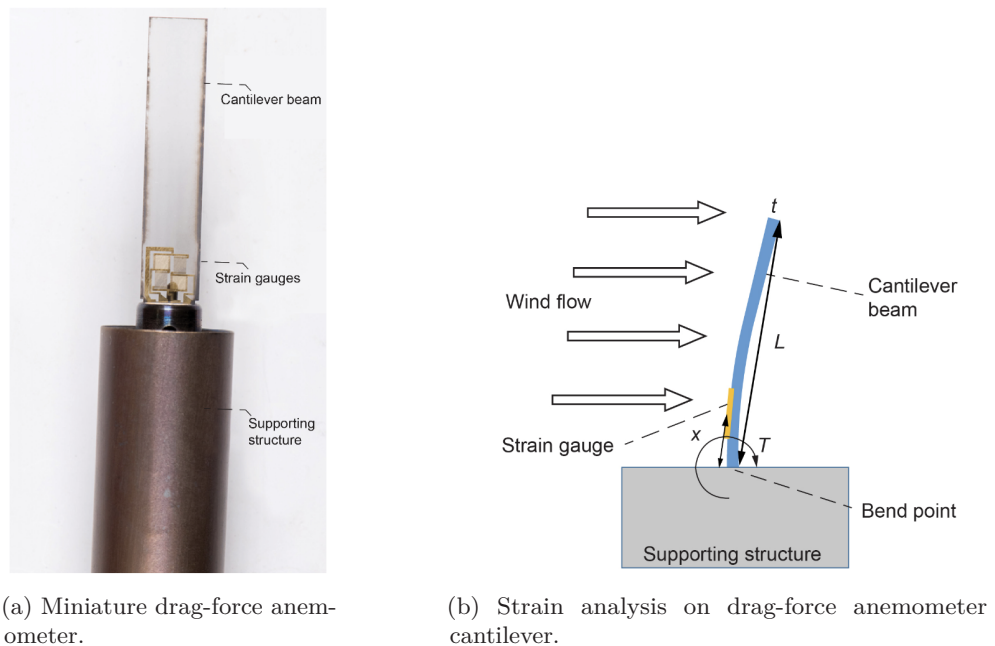 Cantilever beam
Strain gauges
Supporting
structure
(a) Miniature drag-force anem-
ometer.
t
Wind flow
Cantilever
beam
L
Strain gauge
x
T
Bend point
Supporting structure
(b) Strain analysis on drag-force anemometer
cantilever.